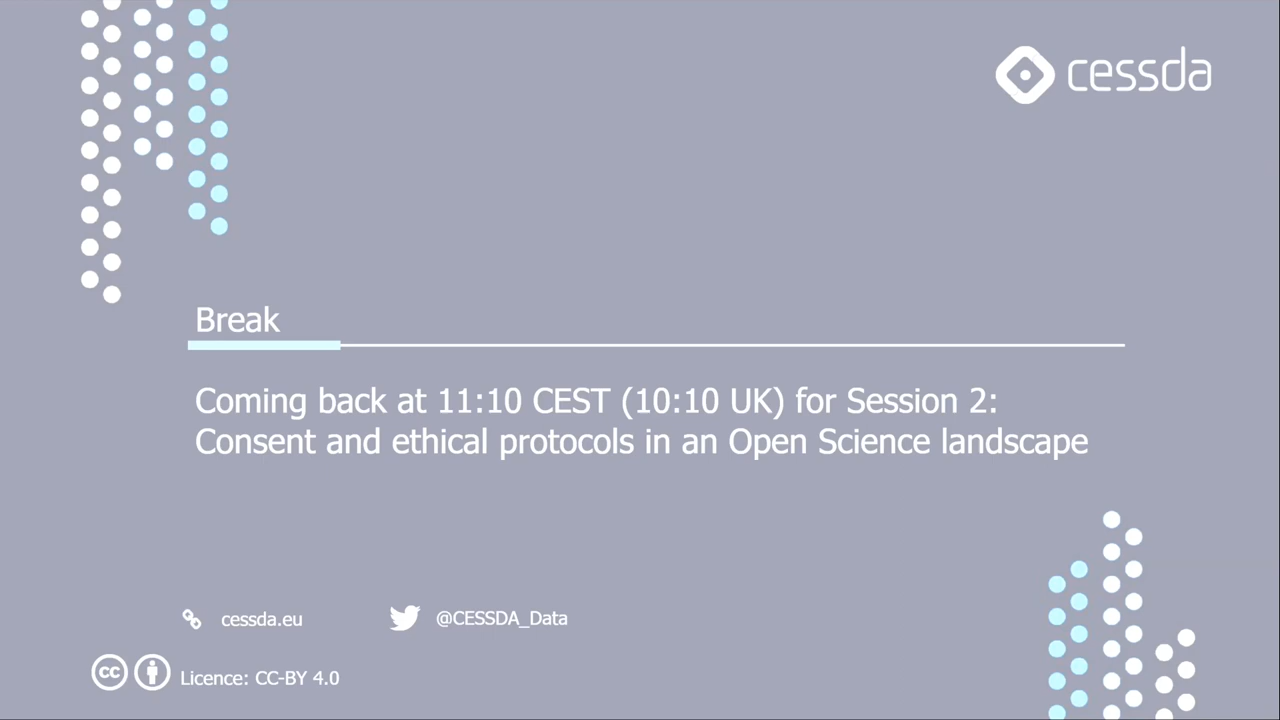 cessda
Break
Coming back at 11:10 CEST (10:10 UK) for Session 2:
Consent and ethical protocols in an Open Science landscape
cessda.eu
@CESSDA_Data
cc
Licence: CC-BY 4.0